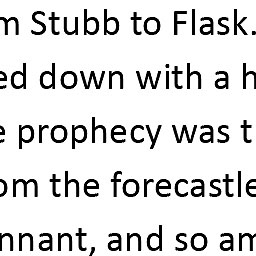 m Stubb to Flask.
ed down with a h
e prophecy was t
om the forecastle
nnant, and so am